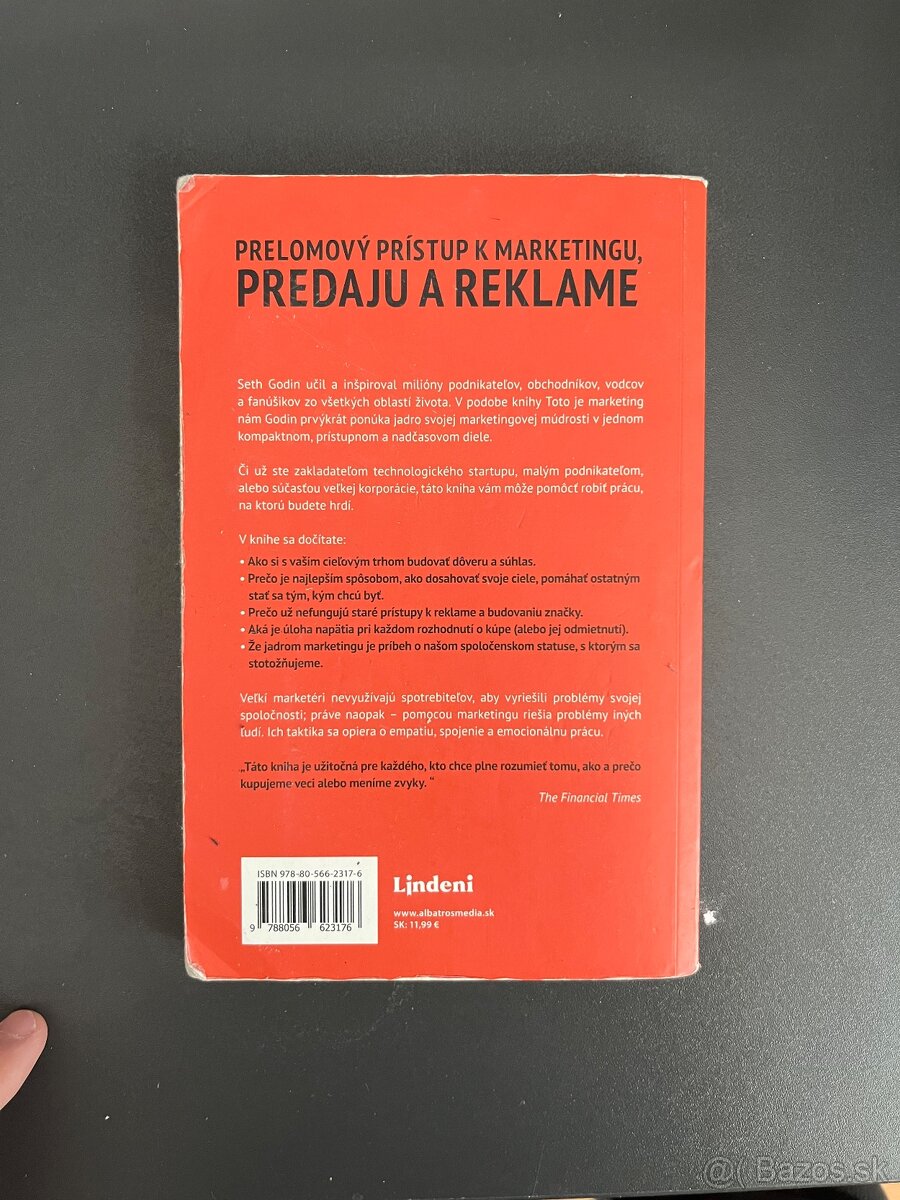 PRELOMOVÝ PRÍSTUP K MARKETINGU,
PREDAJU A REKLAME
Seth Godin učil a inšpiroval milióny podnikateľov, obchodníkov, vodcov
a fanúšikov zo všetkých oblastí života. V podobe knihy Toto je marketing
nám Godin prvýkrát ponúka jadro svojej marketingovej múdrosti v jednom
kompaktnom, prístupnom a nadčasovom diele.
Či už ste zakladateľom technologického startupu, malým podnikateľom,
alebo súčasťou veľkej korporácie, táto kniha vám môže pomôcť robiť prácu,
na ktorú budete hrdí.
V knihe sa dočítate:
• Ako si s vaším cieľovým trhom budovať dôveru a súhlas.
• Prečo je najlepším spôsobom, ako dosahovať svoje ciele, pomáhať ostatným
stať sa tým, kým chcú byť.
• Prečo už nefungujú staré prístupy k reklame a budovaniu značky.
• Aká je úloha napätia pri každom rozhodnutí o kúpe (alebo jej odmietnutí).
• Že jadrom marketingu je príbeh o našom spoločenskom statuse, s ktorým sa
stotožňujeme.
Veľkí marketéri nevyužívajú spotrebiteľov, aby vyriešili problémy svojej
spoločnosti; práve naopak – pomocou marketingu riešia problémy iných
ľudí. Ich taktika sa opiera o empatiu, spojenie a emocionálnu prácu.
„Táto kniha je užitočná pre každého, kto chce plne rozumieť tomu, ako a prečo
kupujeme veci alebo meníme zvyky. “
The Financial Times
ISBN 978-80-566-2317-6
9 788056 623176
Lindeni
www.albatrosmedia.sk
SK: 11,99 €
@( Bazos.sk